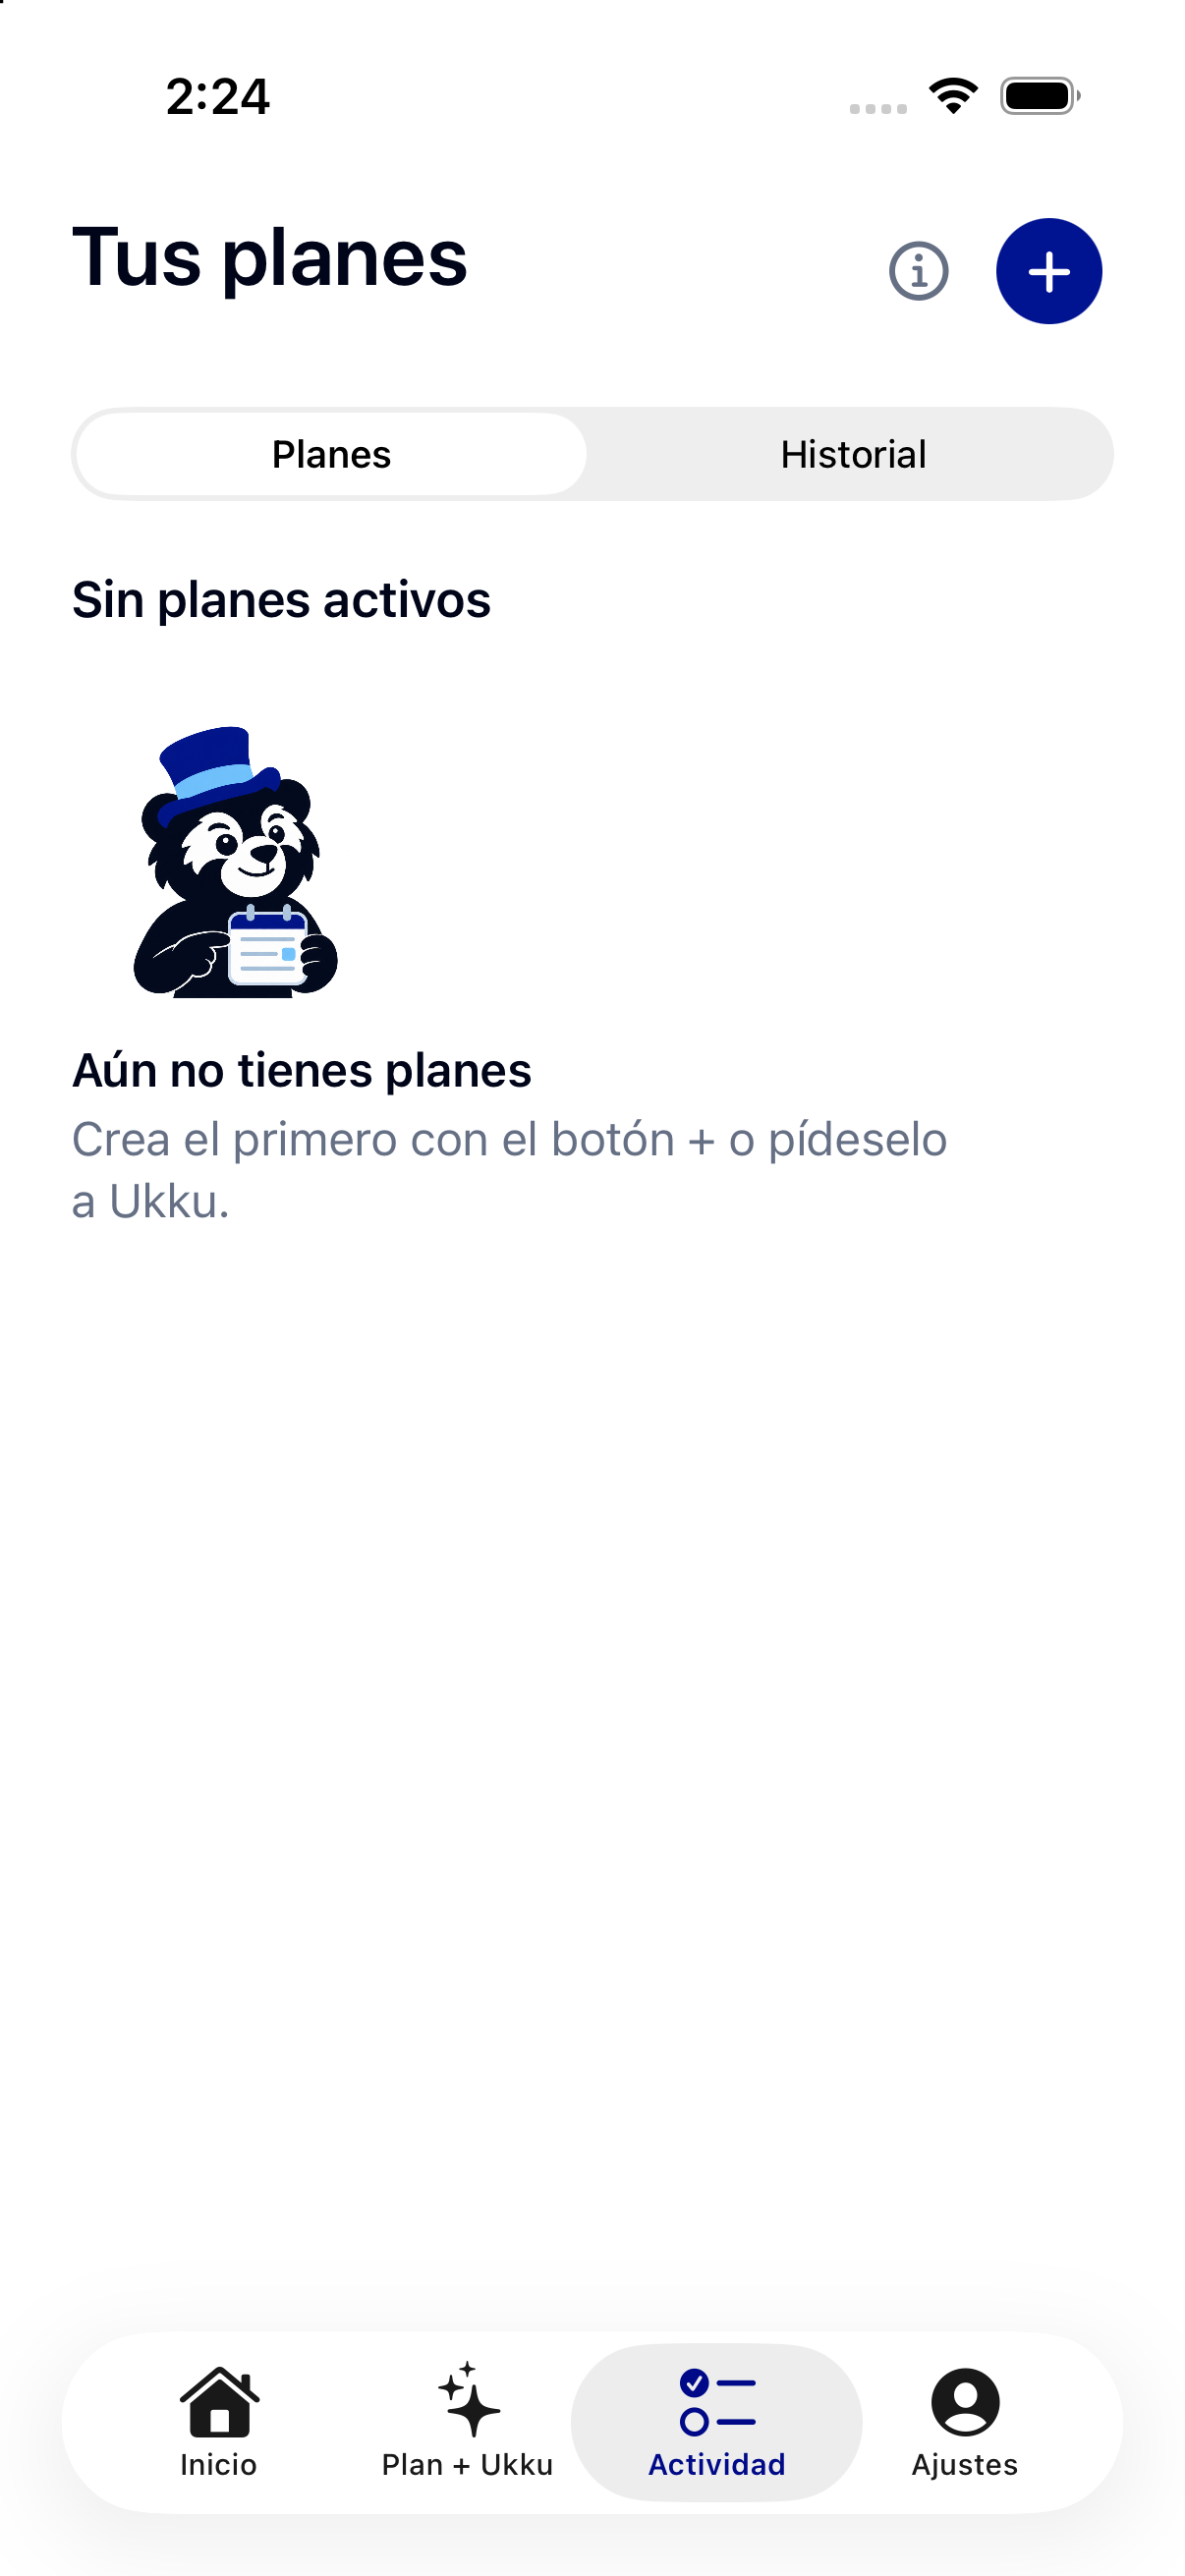 2:24
Tus planes
Planes
Historial
Sin planes activos
Aún no tienes planes
Crea el primero con el botón + o pídeselo
a Ukku.
Inicio
Plan + Ukku
Actividad
Ajustes